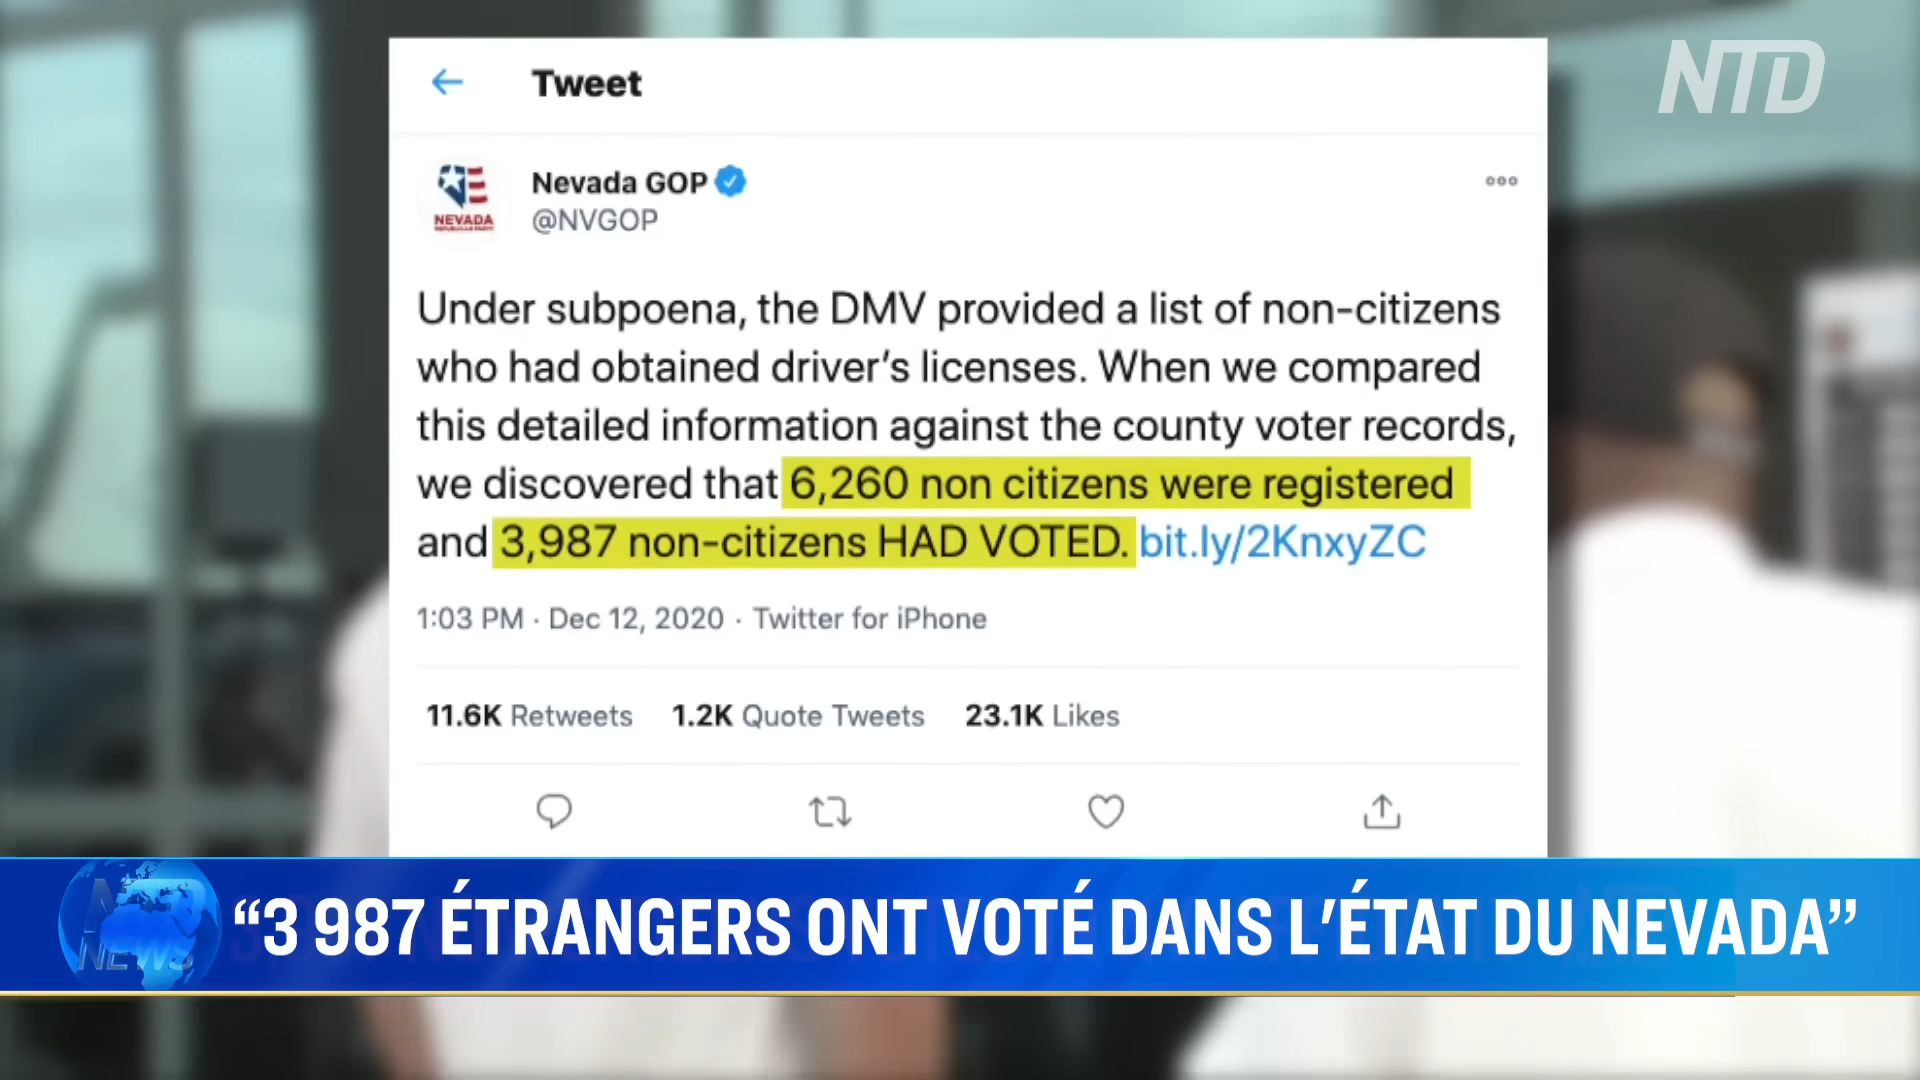 NTD
Tweet
Nevada GOP
@NVGOP
NEVADA
REPUBLICAN PARTY
Under subpoena, the DMV provided a list of non-citizens
who had obtained driver's licenses. When we compared
this detailed information against the county voter records,
we discovered that 6,260 non citizens were registered
and 3,987 non-citizens HAD VOTED. bit.ly/2KnxyZC
1:03 PM · Dec 12, 2020 · Twitter for iPhone
11.6K Retweets 1.2K Quote Tweets 23.1K Likes
NTD
NEWS
“3 987 ÉTRANGERS ONT VOTÉ DANS L’ÉTAT DU NEVADA”